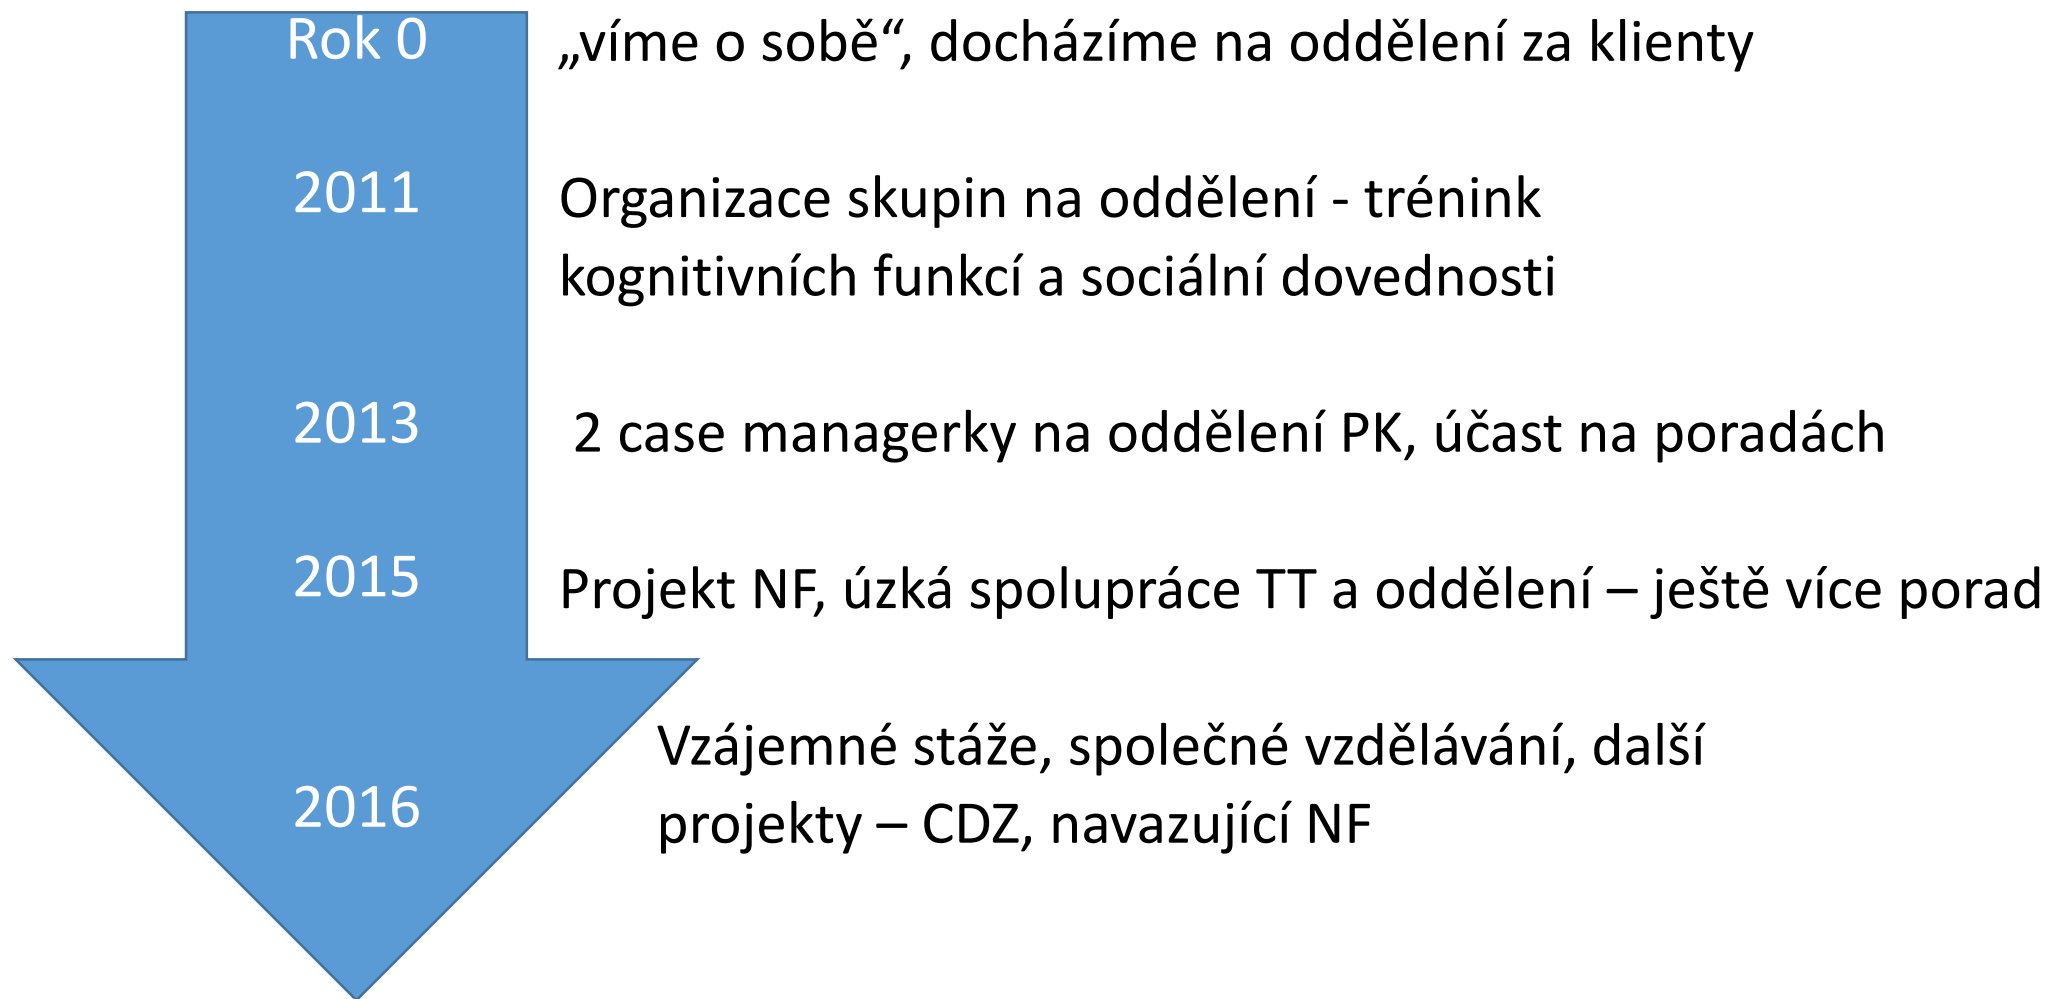 Rok 0
„víme o sobě“, docházíme na oddělení za klienty
2011
Organizace skupin na oddělení - trénink
kognitivních funkcí a sociální dovednosti
2013
2 case managerky na oddělení PK, účast na poradách
2015
Projekt NF, úzká spolupráce TT a oddělení – ještě více porad
2016
Vzájemné stáže, společné vzdělávání, další
projekty – CDZ, navazující NF